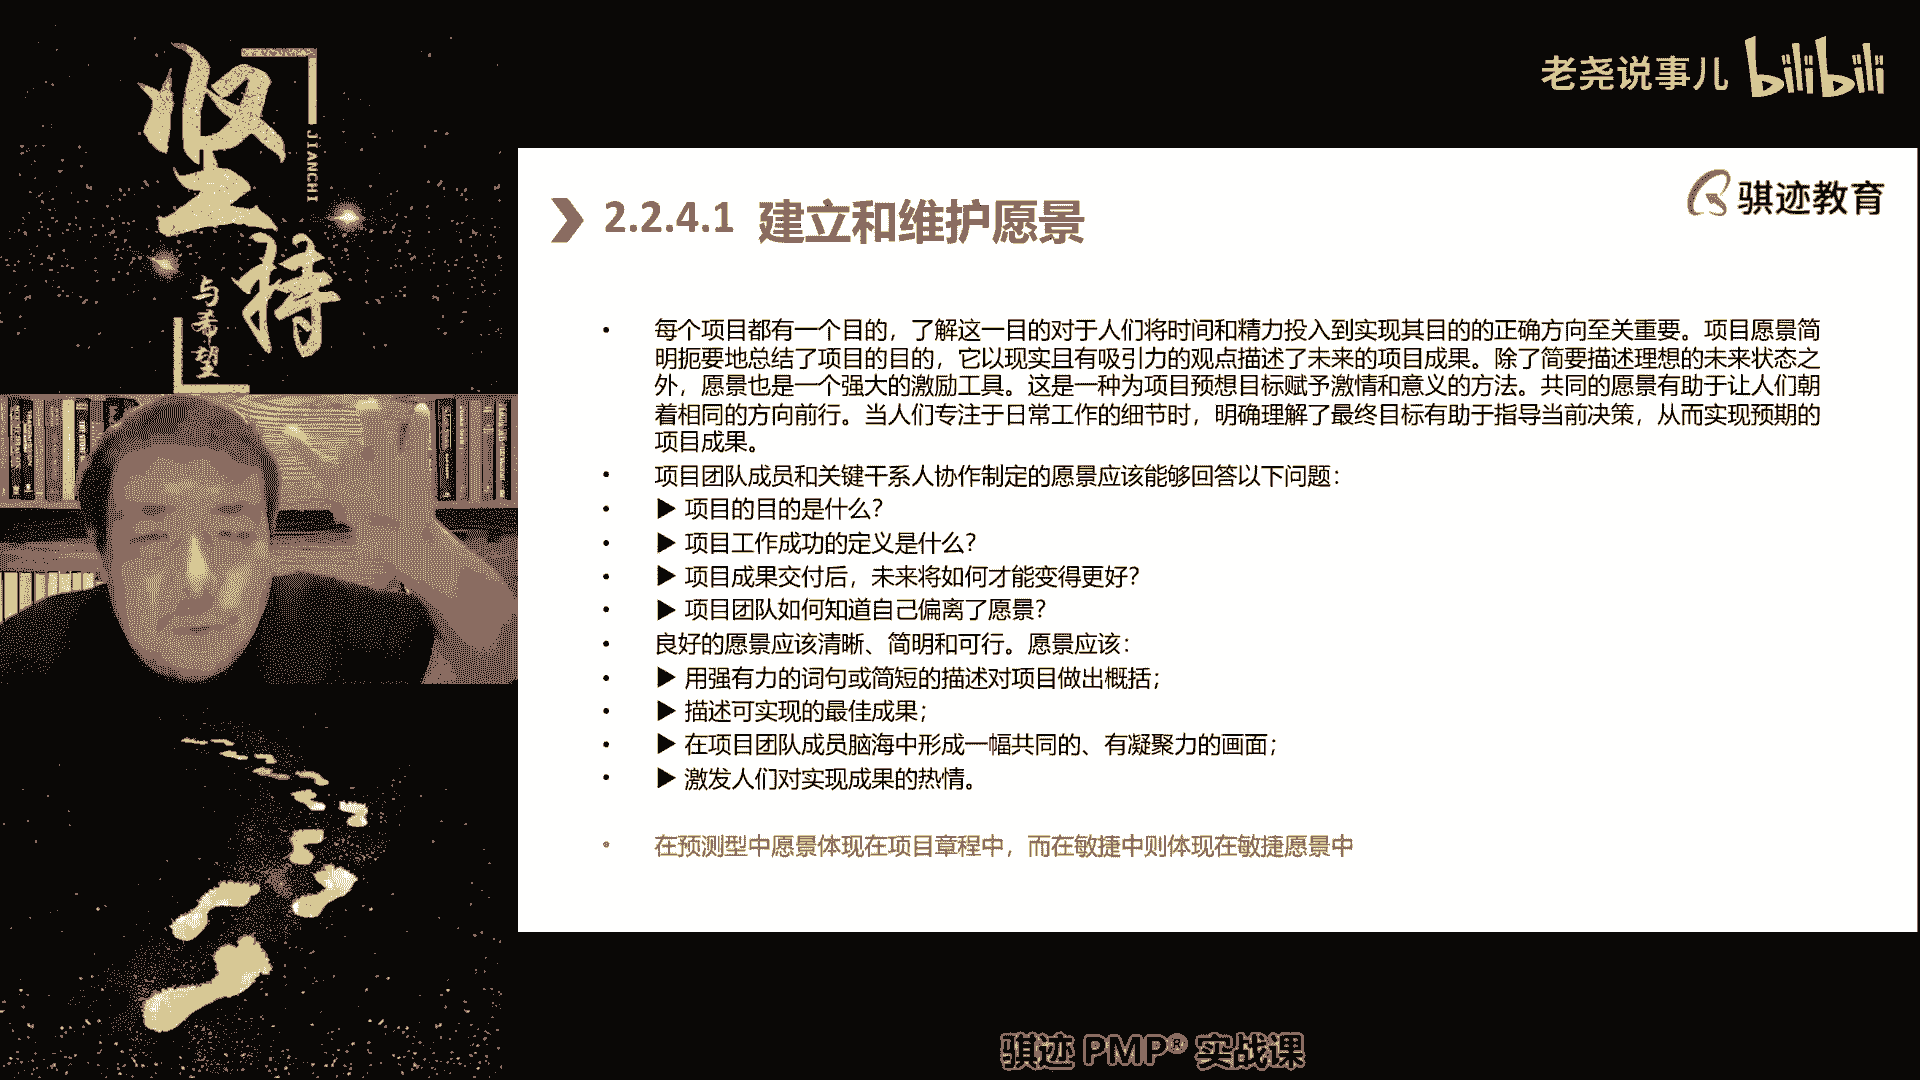 坚持
JIANCHI
与希望
老尧说事儿 bilibili
骐迹教育
2.2.4.1 建立和维护愿景
• 每个项目都有一个目的，了解这一目的对于人们将时间和精力投入到实现其目的的正确方向至关重要。项目愿景简
明扼要地总结了项目的目的，它以现实且有吸引力的观点描述了未来的项目成果。除了简要描述理想的未来状态之
外，愿景也是一个强大的激励工具。这是一种为项目预想目标赋予激情和意义的方法。共同的愿景有助于让人们朝
着相同的方向前行。当人们专注于日常工作的细节时，明确理解了最终目标有助于指导当前决策，从而实现预期的
项目成果。
• 项目团队成员和关键干系人协作制定的愿景应该能够回答以下问题：
• ▶ 项目的目的是什么？
• ▶ 项目工作成功的定义是什么？
• ▶ 项目成果交付后，未来将如何才能变得更好？
• ▶ 项目团队如何知道自己偏离了愿景？
• 良好的愿景应该清晰、简明和可行。愿景应该：
• ▶ 用强有力的词句或简短的描述对项目做出概括；
• ▶ 描述可实现的最佳成果；
• ▶ 在项目团队成员脑海中形成一幅共同的、有凝聚力的画面；
• ▶ 激发人们对实现成果的热情。
• 在预测型中愿景体现在项目章程中，而在敏捷中则体现在敏捷愿景中
骐迹 PMP® 实战课